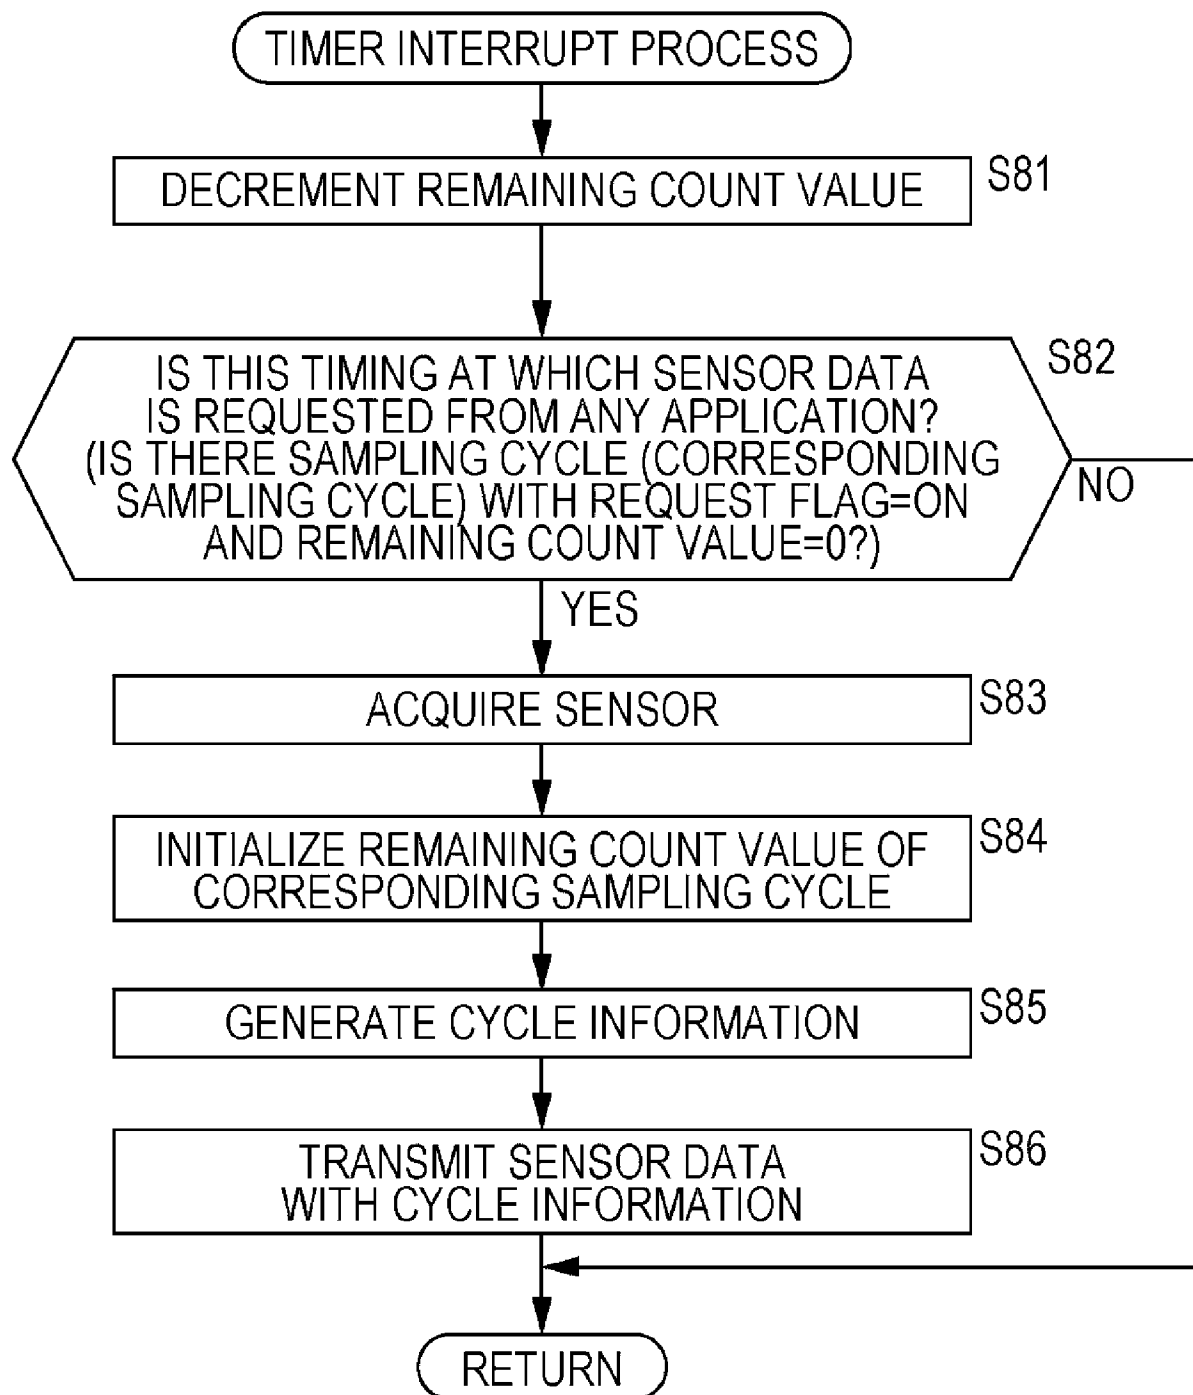 TIMER INTERRUPT PROCESS
DECREMENT REMAINING COUNT VALUE
S81
IS THIS TIMING AT WHICH SENSOR DATA
IS REQUESTED FROM ANY APPLICATION?
(IS THERE SAMPLING CYCLE (CORRESPONDING
SAMPLING CYCLE) WITH REQUEST FLAG=ON
AND REMAINING COUNT VALUE=0?)
S82
NO
YES
ACQUIRE SENSOR
S83
INITIALIZE REMAINING COUNT VALUE OF
CORRESPONDING SAMPLING CYCLE
S84
GENERATE CYCLE INFORMATION
S85
TRANSMIT SENSOR DATA
WITH CYCLE INFORMATION
S86
RETURN